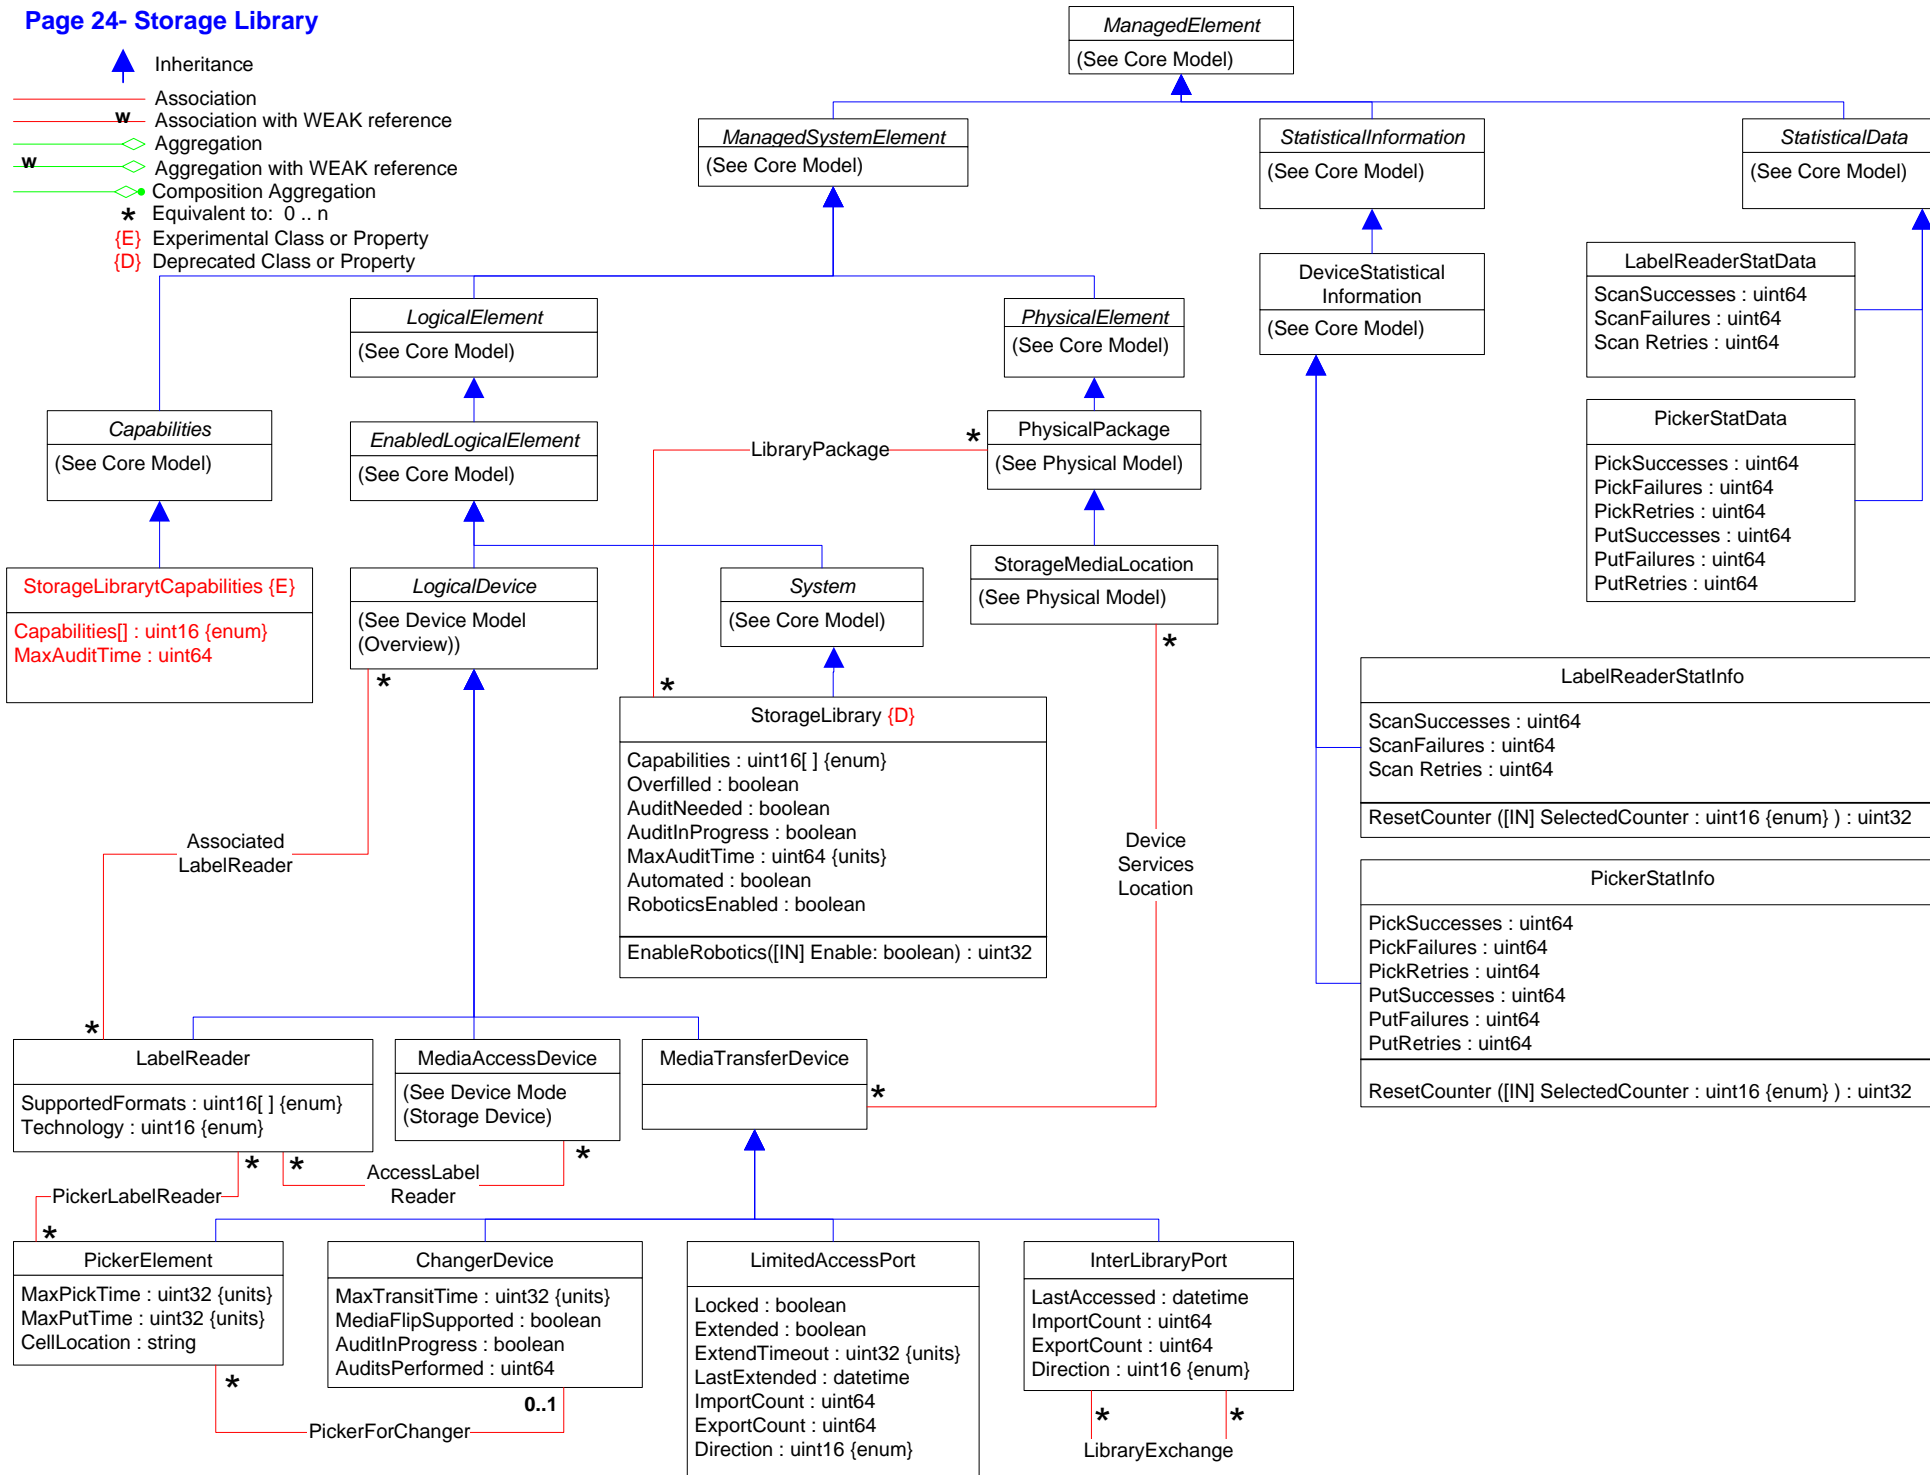 Page 24- Storage Library
Inheritance
Association
w Association with WEAK reference
Aggregation
w Aggregation with WEAK reference
Composition Aggregation
* Equivalent to: 0 .. n
{E} Experimental Class or Property
{D} Deprecated Class or Property
ManagedElement
(See Core Model)
ManagedSystemElement
(See Core Model)
StatisticalInformation
(See Core Model)
StatisticalData
(See Core Model)
LabelReaderStatData
ScanSuccesses : uint64
ScanFailures : uint64
Scan Retries : uint64
DeviceStatistical
Information
(See Core Model)
LogicalElement
(See Core Model)
PhysicalElement
(See Core Model)
PickerStatData
PickSuccesses : uint64
PickFailures : uint64
PickRetries : uint64
PutSuccesses : uint64
PutFailures : uint64
PutRetries : uint64
Capabilities
(See Core Model)
EnabledLogicalElement
(See Core Model)
LibraryPackage
*
*
PhysicalPackage
(See Physical Model)
StorageLibrarytCapabilities {E}
Capabilities[] : uint16 {enum}
MaxAuditTime : uint64
LogicalDevice
(See Device Model
(Overview))
*
System
(See Core Model)
StorageMediaLocation
(See Physical Model)
*
StorageLibrary {D}
Capabilities : uint16[ ] {enum}
Overfilled : boolean
AuditNeeded : boolean
AuditInProgress : boolean
MaxAuditTime : uint64 {units}
Automated : boolean
RoboticsEnabled : boolean
EnableRobotics([IN] Enable: boolean) : uint32
LabelReaderStatInfo
ScanSuccesses : uint64
ScanFailures : uint64
Scan Retries : uint64
ResetCounter ([IN] SelectedCounter : uint16 {enum} ) : uint32
Associated
LabelReader
*
Device
Services
Location
*
PickerStatInfo
PickSuccesses : uint64
PickFailures : uint64
PickRetries : uint64
PutSuccesses : uint64
PutFailures : uint64
PutRetries : uint64
ResetCounter ([IN] SelectedCounter : uint16 {enum} ) : uint32
LabelReader
SupportedFormats : uint16[ ] {enum}
Technology : uint16 {enum}
MediaAccessDevice
(See Device Mode
(Storage Device)
MediaTransferDevice
*
*
*
AccessLabel
Reader
PickerLabelReader
*
PickerElement
MaxPickTime : uint32 {units}
MaxPutTime : uint32 {units}
CellLocation : string
ChangerDevice
MaxTransitTime : uint32 {units}
MediaFlipSupported : boolean
AuditInProgress : boolean
AuditsPerformed : uint64
LimitedAccessPort
Locked : boolean
Extended : boolean
ExtendTimeout : uint32 {units}
LastExtended : datetime
ImportCount : uint64
ExportCount : uint64
Direction : uint16 {enum}
InterLibraryPort
LastAccessed : datetime
ImportCount : uint64
ExportCount : uint64
Direction : uint16 {enum}
*
0..1
PickerForChanger
*
*
LibraryExchange